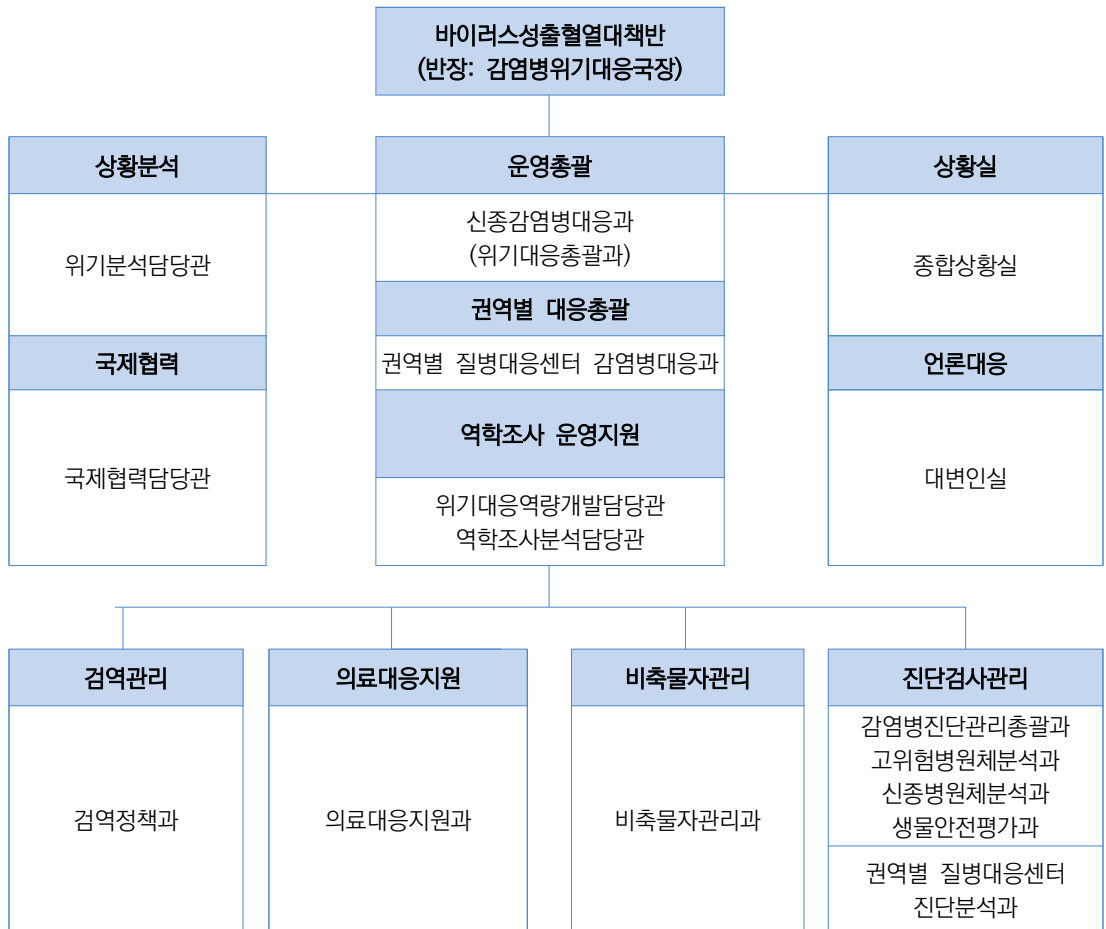 바이러스성출혈열대책반
(반장: 감염병위기대응국장)
상황분석
위기분석담당관
국제협력
국제협력담당관
운영총괄
신종감염병대응과
(위기대응총괄과)
권역별 대응총괄
권역별 질병대응센터 감염병대응과
역학조사 운영지원
위기대응역량개발담당관
역학조사분석담당관
상황실
종합상황실
언론대응
대변인실
검역관리
검역정책과
의료대응지원
의료대응지원과
비축물자관리
비축물자관리과
진단검사관리
감염병진단관리총괄과
고위험병원체분석과
신종병원체분석과
생물안전평가과
권역별 질병대응센터
진단분석과